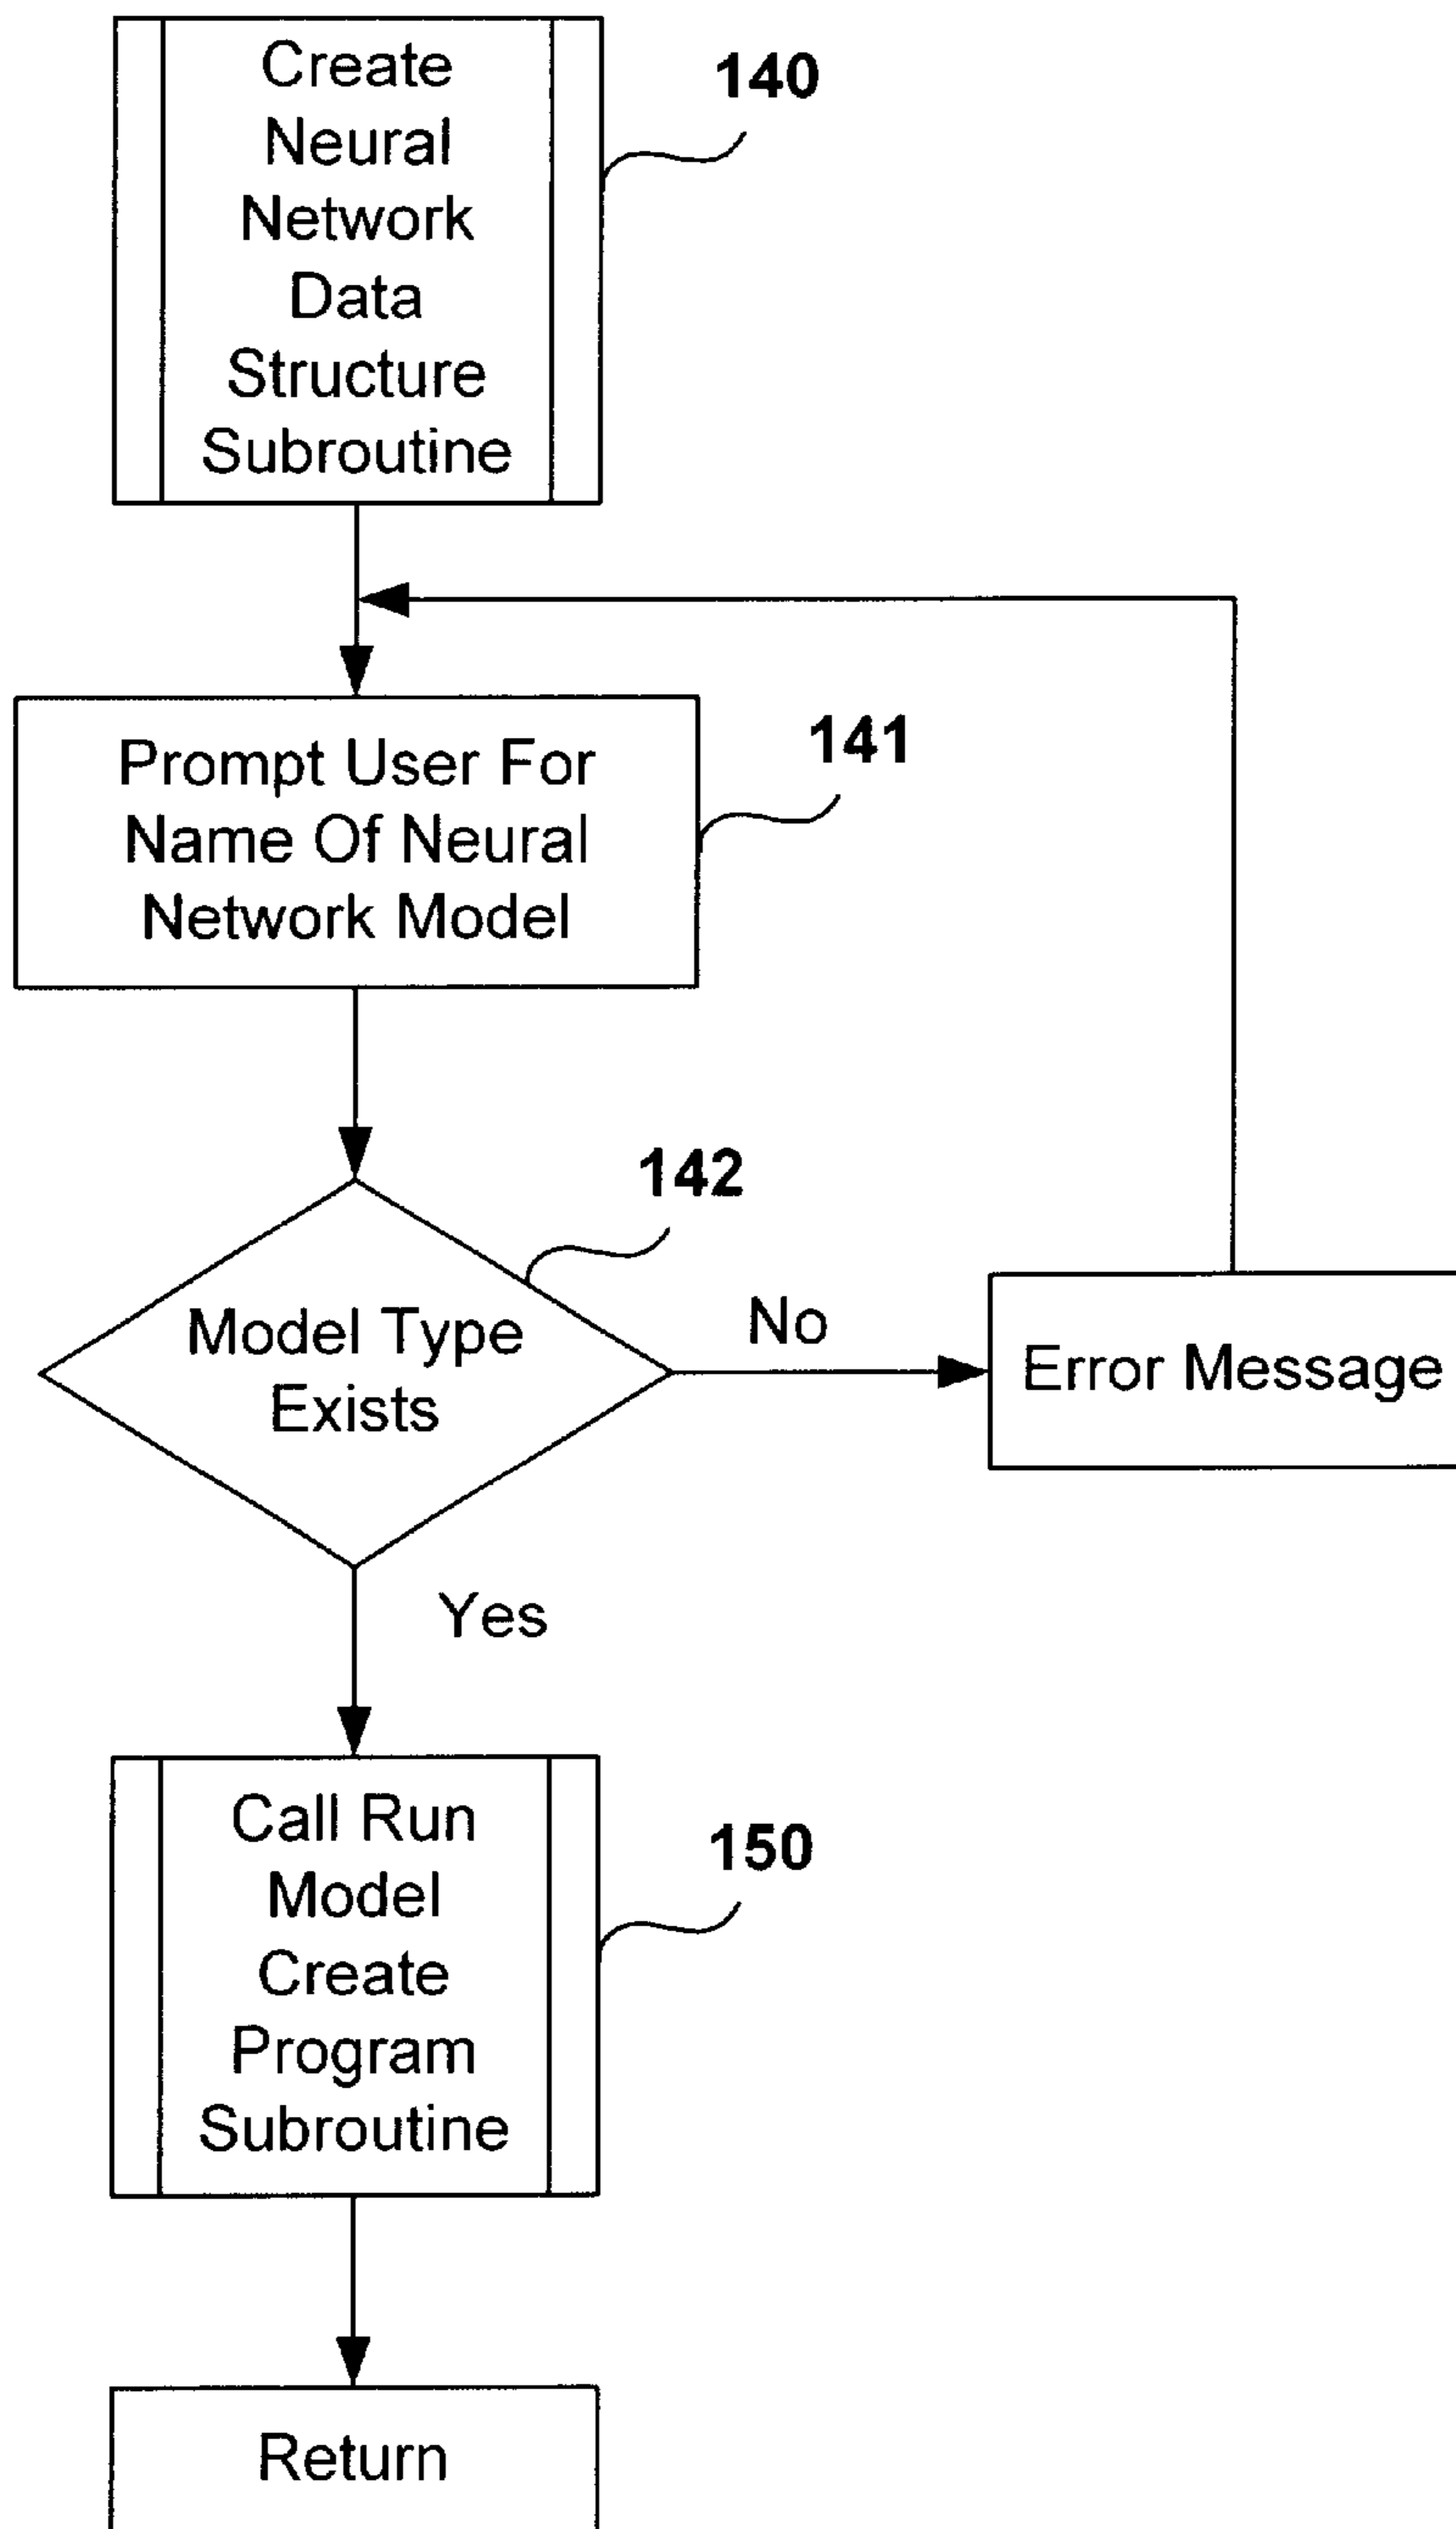 Create
Neural
Network
Data
Structure
Subroutine
140
Prompt User For
Name Of Neural
Network Model
141
142
Model Type
Exists
No
Error Message
Yes
Call Run
Model
Create
Program
Subroutine
150
Return